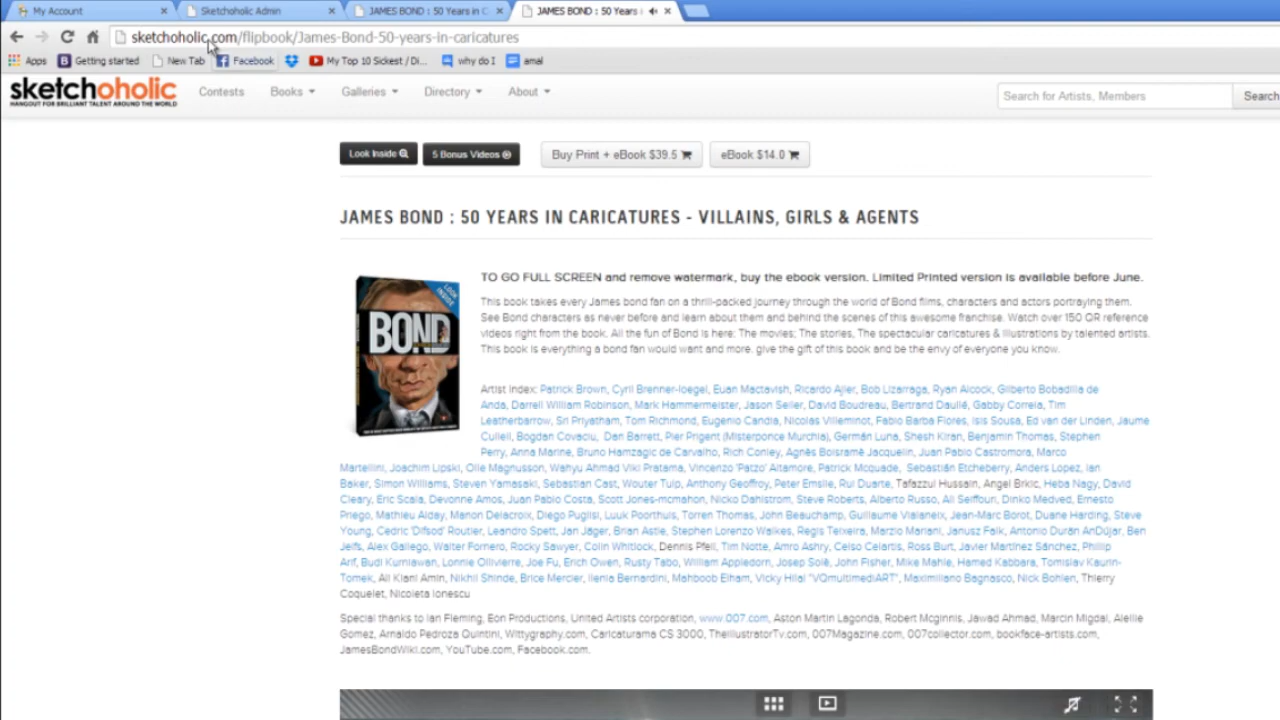 My Account
Sketchoholic Admin
JAMES BOND : 50 Years in C
JAMES BOND : 50 Years
sketchoholic.com/flipbook/James-Bond-50-years-in-caricatures
Apps Getting started New Tab Facebook My Top 10 Sickest / Di... why do I amal
sketchoholic
HANGOUT FOR BRILLIANT TALENT AROUND THE WORLD
Contests Books Galleries Directory About Search for Artists, Members Search
Look Inside 5 Bonus Videos Buy Print + eBook $39.5 eBook $14.0
JAMES BOND : 50 YEARS IN CARICATURES - VILLAINS, GIRLS & AGENTS
LOOK INSIDE
BOND
TO GO FULL SCREEN and remove watermark, buy the ebook version. Limited Printed version is available before June.
This book takes every James bond fan on a thrill-packed journey through the world of Bond films, characters and actors portraying them.
See Bond characters as never before and learn about them and behind the scenes of this awesome franchise. Watch over 150 QR reference
videos right from the book. All the fun of Bond is here: The movies; The stories, The spectacular caricatures & illustrations by talented artists.
This book is everything a bond fan would want and more. give the gift of this book and be the envy of everyone you know.
Artist Index: Patrick Brown, Cyril Brenner-loegel, Euan Mactavish, Ricardo Ajler, Bob Lizarraga, Ryan Alcock, Gilberto Bobadilla de
Anda, Darrell William Robinson, Mark Hammermeister, Jason Seiler, David Boudreau, Bertrand Daullé, Gabby Correia, Tim
Leatherbarrow, Sri Priyatham, Tom Richmond, Eugenio Candia, Nicolas Villeminot, Fabio Barba Flores, Isis Sousa, Ed van der Linden, Jaume
Cullell, Bogdan Covaciu, Dan Barrett, Pier Prigent (Misterponce Murchia), Germán Luna, Shesh Kiran, Benjamin Thomas, Stephen
Perry, Anna Marine, Bruno Hamzagic de Carvalho, Rich Conley, Agnès Boisramé Jacquelin, Juan Pablo Castromora, Marco
Martellini, Joachim Lipski, Olle Magnusson, Wahyu Ahmad Viki Pratama, Vincenzo 'Patzo' Altamore, Patrick Mcquade, Sebastián Etcheberry, Anders Lopez, Ian
Baker, Simon Williams, Steven Yamasaki, Sebastian Cast, Wouter Tulp, Anthony Geoffroy, Peter Emslie, Rui Duarte, Tafazzul Hussain, Angel Brkic, Heba Nagy, David
Cleary, Eric Scala, Devonne Amos, Juan Pablo Costa, Scott Jones-mcmahon, Nicko Dahlstrom, Steve Roberts, Alberto Russo, Ali Seiffouri, Dinko Medved, Ernesto
Priego, Mathieu Alday, Manon Delacroix, Diego Puglisi, Luuk Poorthuis, Torren Thomas, John Beauchamp, Guillaume Vialaneix, Jean-Marc Borot, Duane Harding, Steve
Young, Cédric 'Difsod' Routier, Leandro Spett, Jan Jäger, Brian Astle, Stephen Lorenzo Walkes, Regis Teixeira, Marzio Mariani, Janusz Falk, Antonio Durán
Jelfs, Alex Gallego, Walter Fornero, Rocky Sawyer, Colin Whitlock, Dennis Pfeil, Tim Notte, Amro Ashry, Celso Ceiartis, Ross Burt, Javier Martínez Sánchez, Phillip
Arif, Budi Kurniawan, Lonnie Ollivierre, Joe Fu, Erich Owen, Rusty Tabo, William Appledorn, Josep Solé, John Fisher, Mike Mahle, Hamed Kabbara, Tomislav Kaurin-
Tomek, Ali Kiani Amin, Nikhil Shinde, Brice Mercier, Ilenia Bernardini, Mahboob Elham, Vicky Hilal "VQmultimediART", Maximiliano Bagnasco, Nick Bohlen, Thierry
Coquelet, Nicoleta Ionescu
Special thanks to Ian Fleming, Eon Productions, United Artists corporation, www.007.com, Aston Martin Lagonda, Robert Mcginnis, Jawad Ahmad, Marcin Migdal,
Gomez, Arnaldo Pedroza Quintini, Wittygraphy.com, Caricaturama CS 3000, TheIllustratorTv.com, 007Magazine.com, 007collector.com, bookface-artists.com,
JamesBondWiki.com, YouTube.com, Facebook.com.